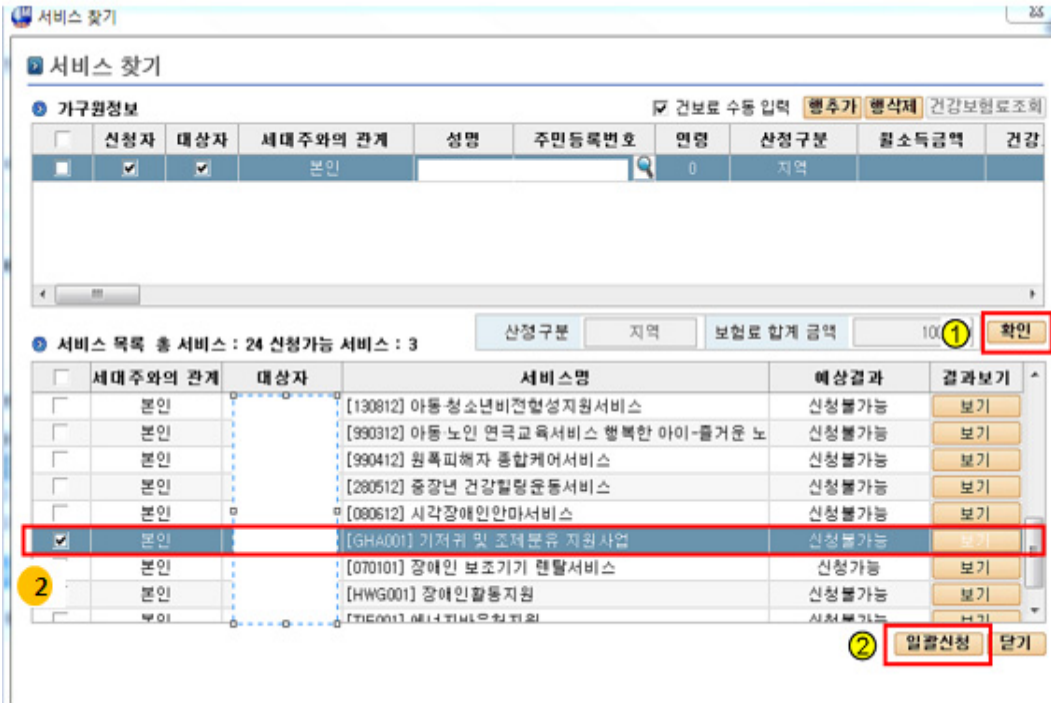 서비스 찾기
서비스 찾기
가구원정보 건보료 수동 입력 행추가 행삭제 건강보험료조회
신청자 대상자 세대주와의 관계 성명 주민등록번호 연령 산정구분 월소득금액 건강
본인 0 지역
산정구분 지역 보험료 합계 금액 100 1 확인
서비스 목록 총 서비스 : 24 신청가능 서비스 : 3
세대주와의 관계 대상자 서비스명 예상결과 결과보기
본인 [130812] 아동·청소년비전형성지원서비스 신청불가능 보기
본인 [990312] 아동·노인 연극교육서비스 행복한 아이-즐거운 노 신청불가능 보기
본인 [990412] 원폭피해자 종합케어서비스 신청불가능 보기
본인 [280512] 중장년 건강힐링운동서비스 신청불가능 보기
본인 [080612] 시각장애인안마서비스 신청불가능 보기
본인 [GHA001] 기저귀 및 조제분유 지원사업 신청불가능 보기
본인 [070101] 장애인 보조기기 렌탈서비스 신청가능 보기
2 본인 [HWG001] 장애인활동지원 신청불가능 보기
2 일괄신청 닫기